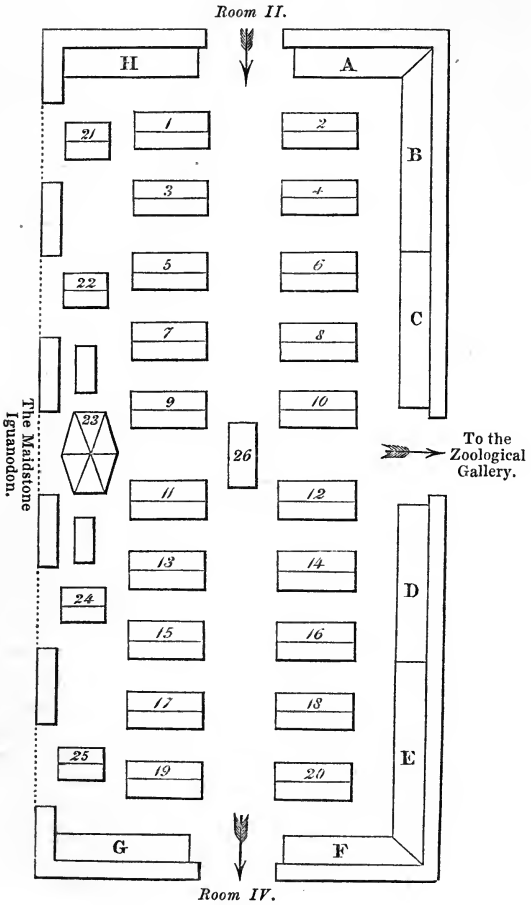 Room II.
H A
B
21 1 2
3 4
5 6
22
C
7 8
9 10
23
26
The Maidstone
Iguanodon.
To the
Zoological
Gallery.
11 12
13 14
24
D
15 16
17 18
25 19 20
E
G F
Room IV.